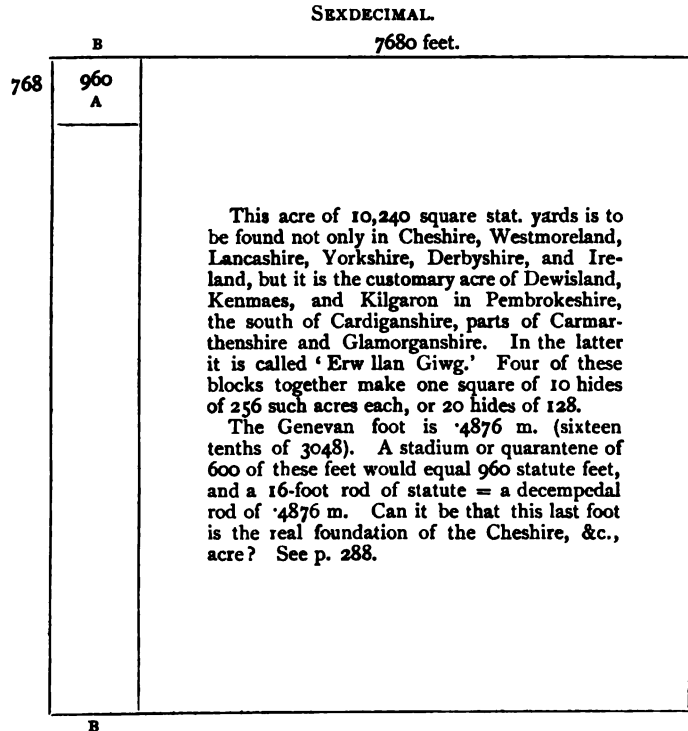 SEXDECIMAL.
B 7680 feet.
768 960
A
This acre of 10,240 square stat. yards is to
be found not only in Cheshire, Westmoreland,
Lancashire, Yorkshire, Derbyshire, and Ire-
land, but it is the customary acre of Dewisland,
Kenmaes, and Kilgaron in Pembrokeshire,
the south of Cardiganshire, parts of Carmar-
thenshire and Glamorganshire. In the latter
it is called ‘ Erw llan Giwg.’ Four of these
blocks together make one square of 10 hides
of 256 such acres each, or 20 hides of 128.
The Genevan foot is ·4876 m. (sixteen
tenths of 3048). A stadium or quarantene of
600 of these feet would equal 960 statute feet,
and a 16-foot rod of statute = a decempedal
rod of ·4876 m. Can it be that this last foot
is the real foundation of the Cheshire, &c.,
acre? See p. 288.
B